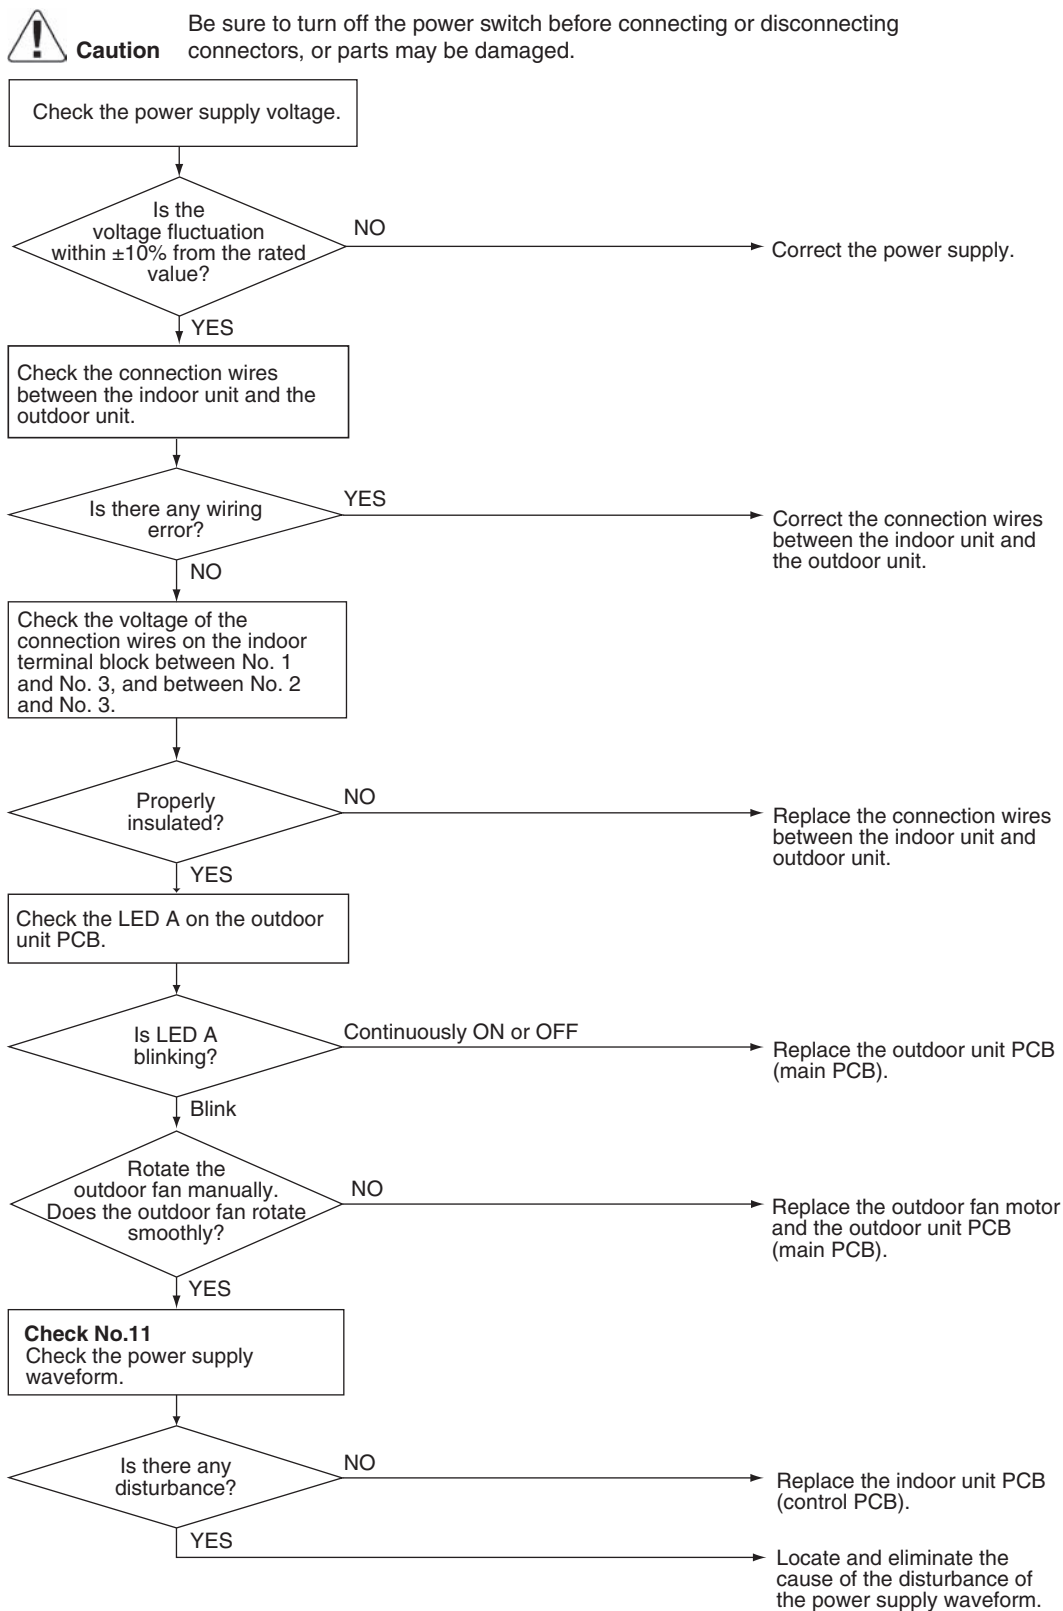 Be sure to turn off the power switch before connecting or disconnecting
Caution connectors, or parts may be damaged.
Check the power supply voltage.
Is the
voltage fluctuation
within ±10% from the rated
value?
NO
Correct the power supply.
YES
Check the connection wires
between the indoor unit and the
outdoor unit.
Is there any wiring
error?
YES
Correct the connection wires
between the indoor unit and
the outdoor unit.
NO
Check the voltage of the
connection wires on the indoor
terminal block between No. 1
and No. 3, and between No. 2
and No. 3.
Properly
insulated?
NO
Replace the connection wires
between the indoor unit and
outdoor unit.
YES
Check the LED A on the outdoor
unit PCB.
Is LED A
blinking?
Continuously ON or OFF
Replace the outdoor unit PCB
(main PCB).
Blink
Rotate the
outdoor fan manually.
Does the outdoor fan rotate
smoothly?
NO
Replace the outdoor fan motor
and the outdoor unit PCB
(main PCB).
YES
Check No.11
Check the power supply
waveform.
Is there any
disturbance?
NO
Replace the indoor unit PCB
(control PCB).
YES
Locate and eliminate the
cause of the disturbance of
the power supply waveform.